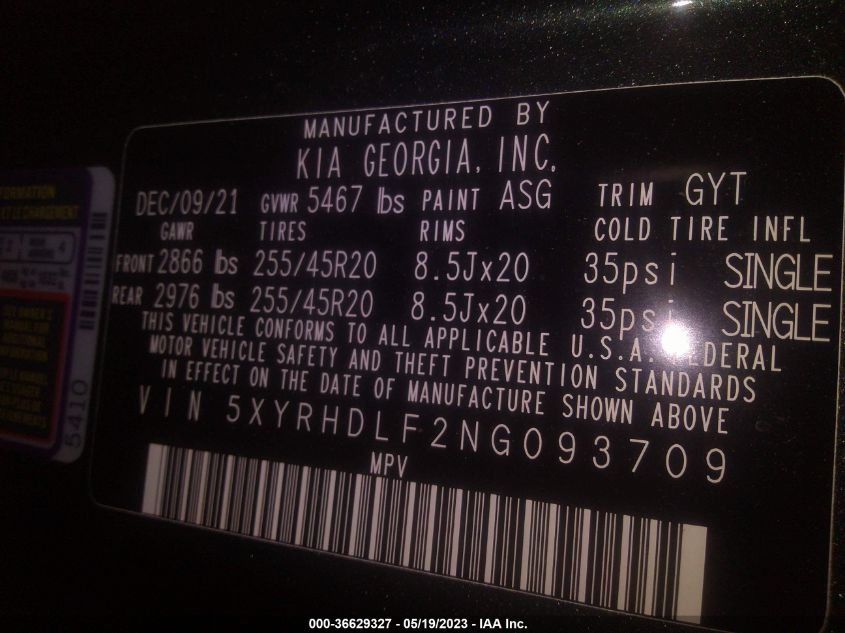 MANUFACTURED BY
KIA GEORGIA, INC.
DEC/09/21 GVWR 5467 lbs PAINT ASG TRIM GYT
GAWR TIRES RIMS COLD TIRE INFL
FRONT 2866 lbs 255/45R20 8.5Jx20 35psi SINGLE
REAR 2976 lbs 255/45R20 8.5Jx20 35psi SINGLE
THIS VEHICLE CONFORMS TO ALL APPLICABLE U.S.A. FEDERAL
MOTOR VEHICLE SAFETY AND THEFT PREVENTION STANDARDS
IN EFFECT ON THE DATE OF MANUFACTURE SHOWN ABOVE
VIN 5XYRHDLF2NG093709
MPV
5410
000-36629327 - 05/19/2023 - IAA Inc.